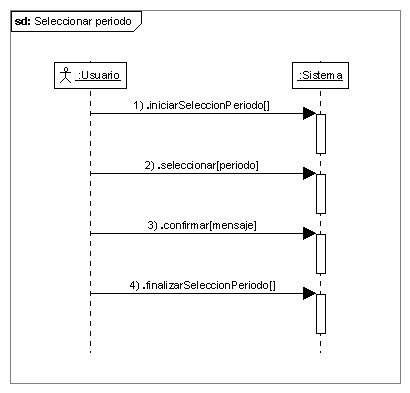 sd: Seleccionar periodo
:Usuario
:Sistema
1) .iniciarSeleccionPeriodo[]
2) .seleccionar[periodo]
3) .confirmar[mensaje]
4) .finalizarSeleccionPeriodo[]